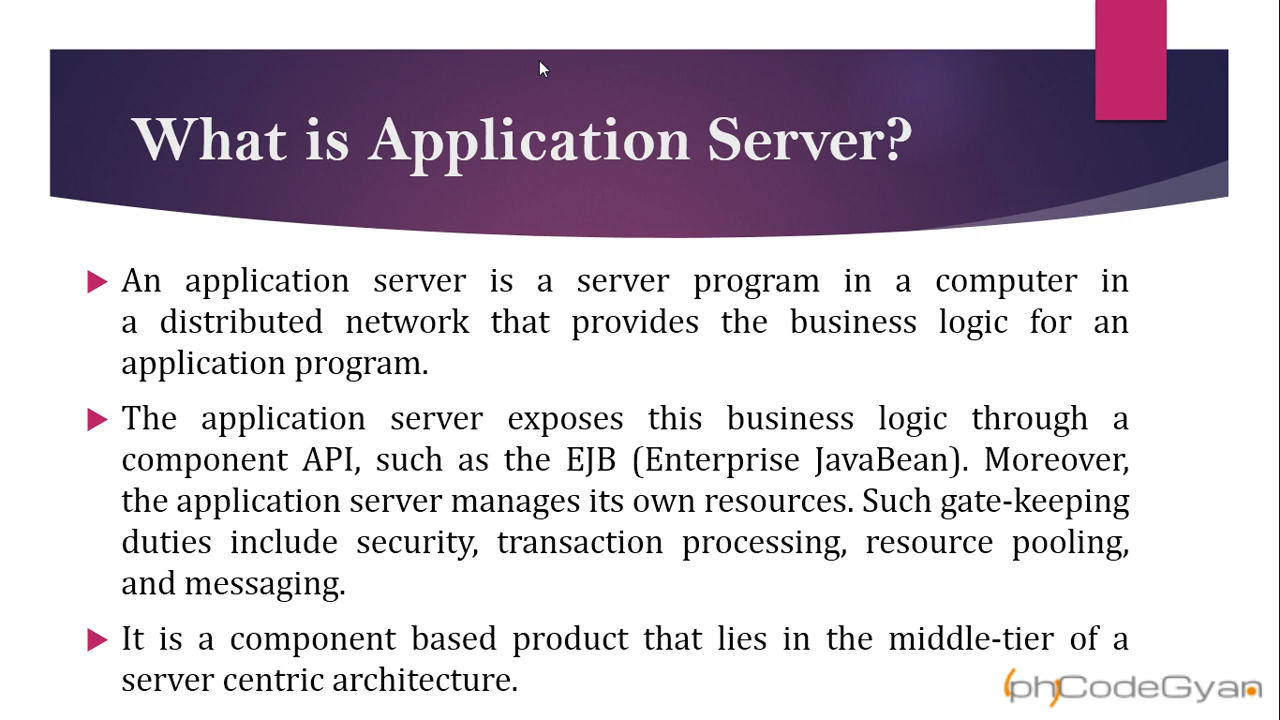 What is Application Server?
An application server is a server program in a computer in
a distributed network that provides the business logic for an
application program.
The application server exposes this business logic through a
component API, such as the EJB (Enterprise JavaBean). Moreover,
the application server manages its own resources. Such gate-keeping
duties include security, transaction processing, resource pooling,
and messaging.
It is a component based product that lies in the middle-tier of a
server centric architecture.
(ph)CodeGyan